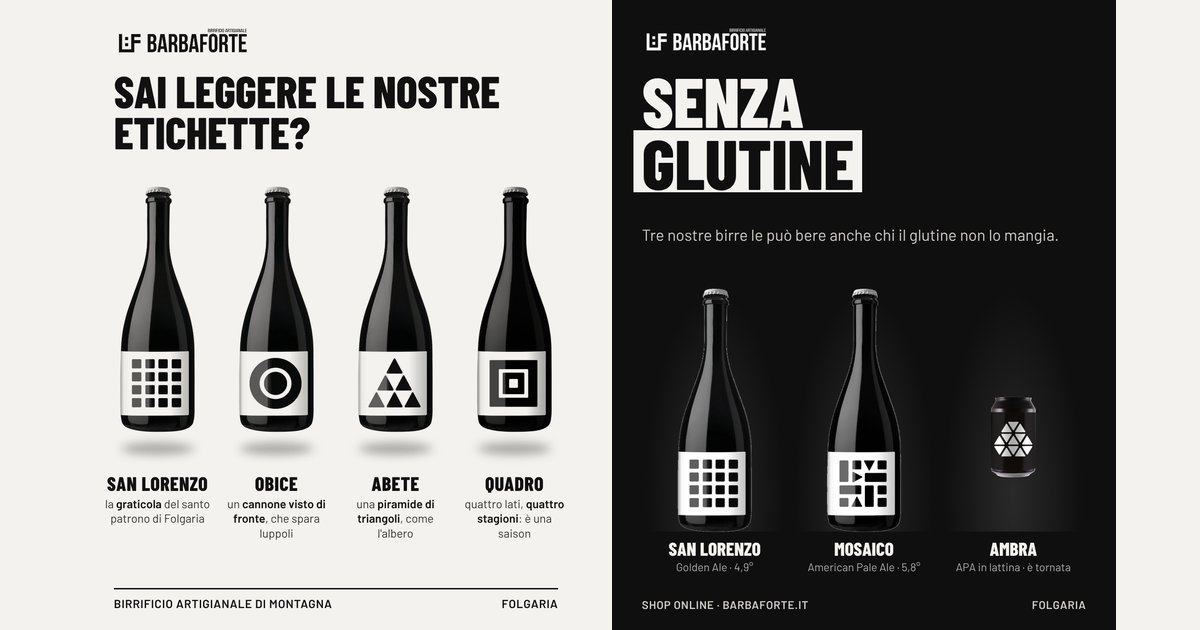 BIRRIFICIO ARTIGIANALE
BARBAFORTE
SAI LEGGERE LE NOSTRE
ETICHETTE?
SAN LORENZO
la graticola del santo
patrono di Folgaria
OBICE
un cannone visto di
fronte, che spara
luppoli
ABETE
una piramide di
triangoli, come
l'albero
QUADRO
quattro lati, quattro
stagioni: è una
saison
BIRRIFICIO ARTIGIANALE DI MONTAGNA
FOLGARIA
BIRRIFICIO ARTIGIANALE
BARBAFORTE
SENZA
GLUTINE
Tre nostre birre le può bere anche chi il glutine non lo mangia.
SAN LORENZO
Golden Ale · 4,9°
MOSAICO
American Pale Ale · 5,8°
AMBRA
APA in lattina · è tornata
SHOP ONLINE · BARBAFORTE.IT
FOLGARIA